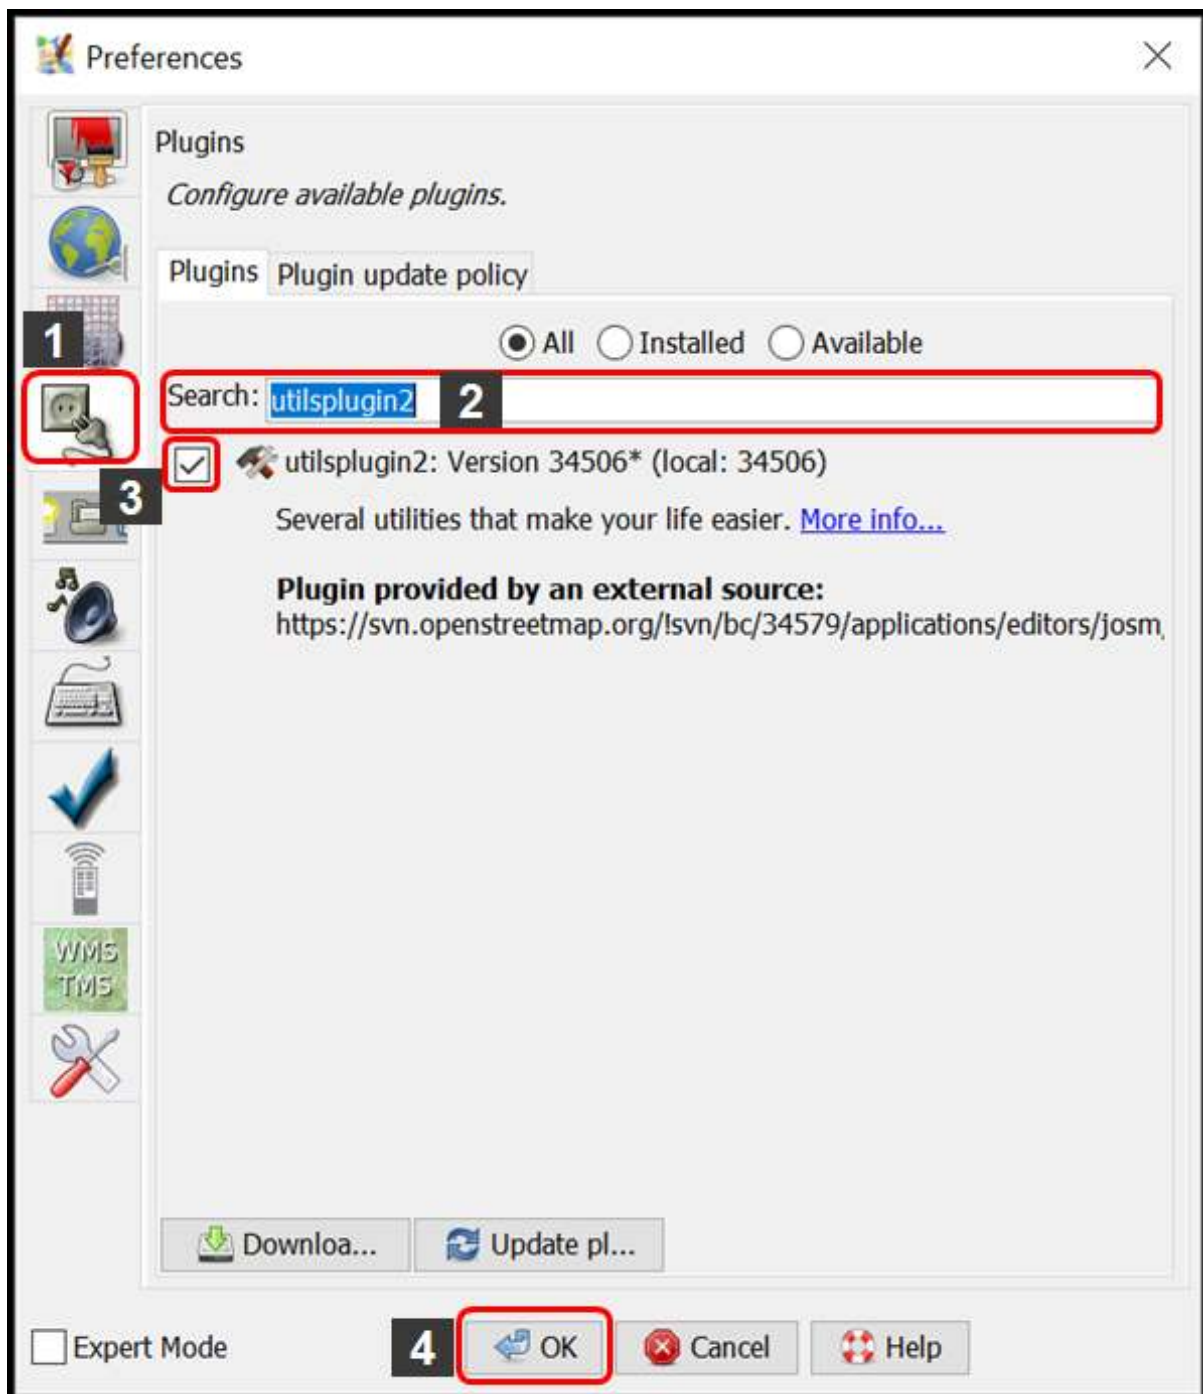 Preferences
Plugins
Configure available plugins.
Plugins Plugin update policy
1
All Installed Available
Search: utilsplugin2 2
utilsplugin2: Version 34506* (local: 34506)
3
Several utilities that make your life easier. More info...
Plugin provided by an external source:
https://svn.openstreetmap.org/!svn/bc/34579/applications/editors/josm
WMS
TMS
Downloa... Update pl...
Expert Mode 4 OK Cancel Help